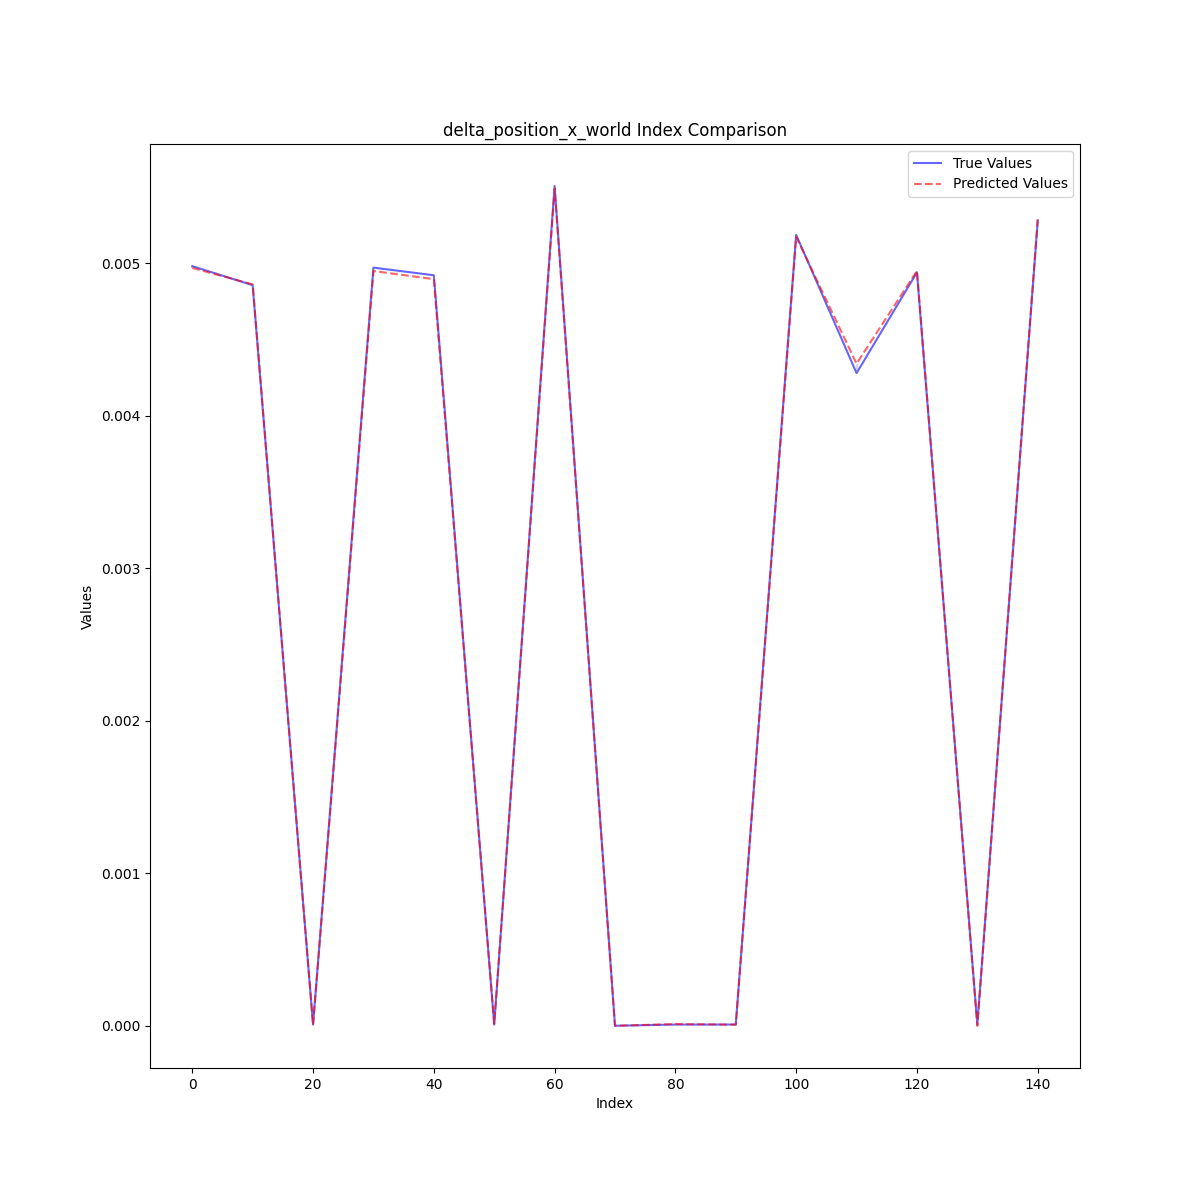 delta_position_x_world Index Comparison
True Values
Predicted Values
0.005
0.004
0.003
0.002
0.001
0.000
Values
0 20 40 60 80 100 120 140
Index